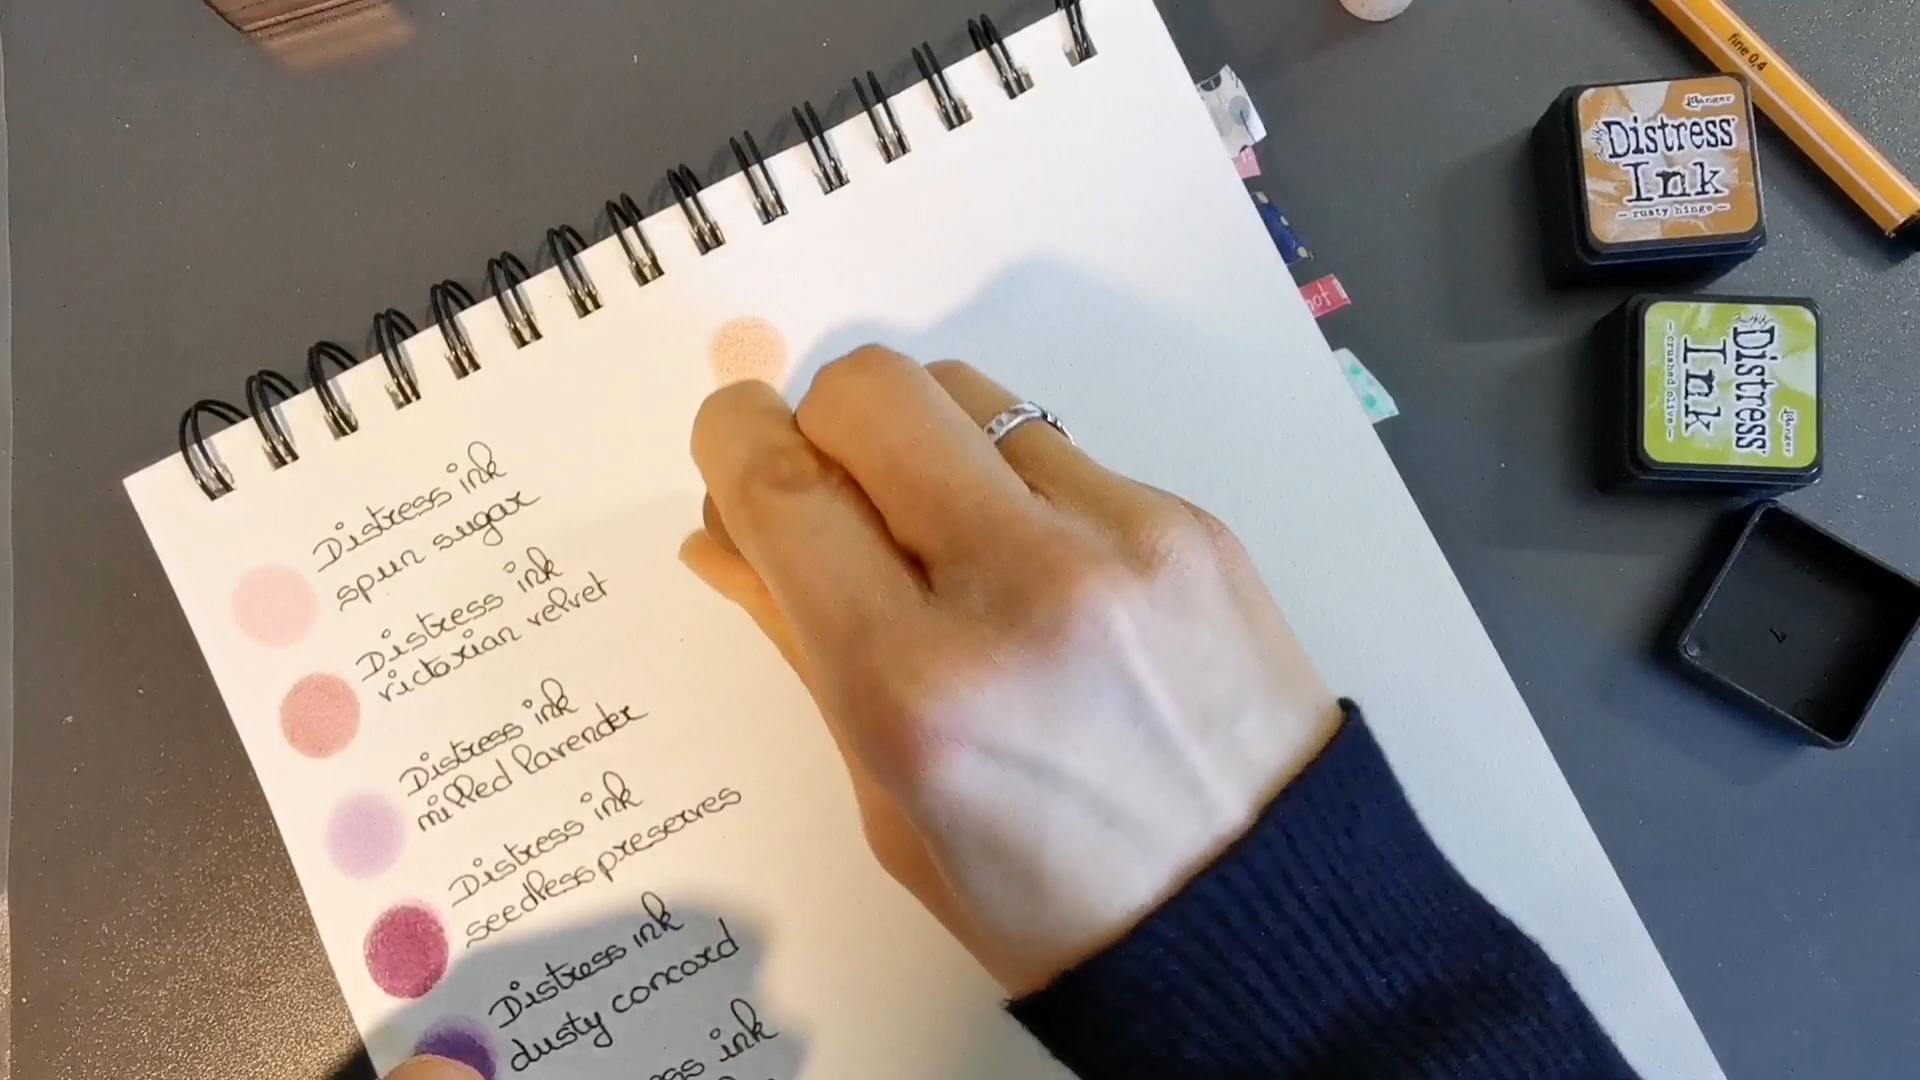 Distress ink
spun sugar
Distress ink
victorian velvet
Distress ink
milled lavender
Distress ink
seedless preserves
Distress ink
dusty concord
ink
fine 0,4
Ranger
Distress
Ink
– rusty hinge –
Ranger
Distress
Ink
– crushed olive –